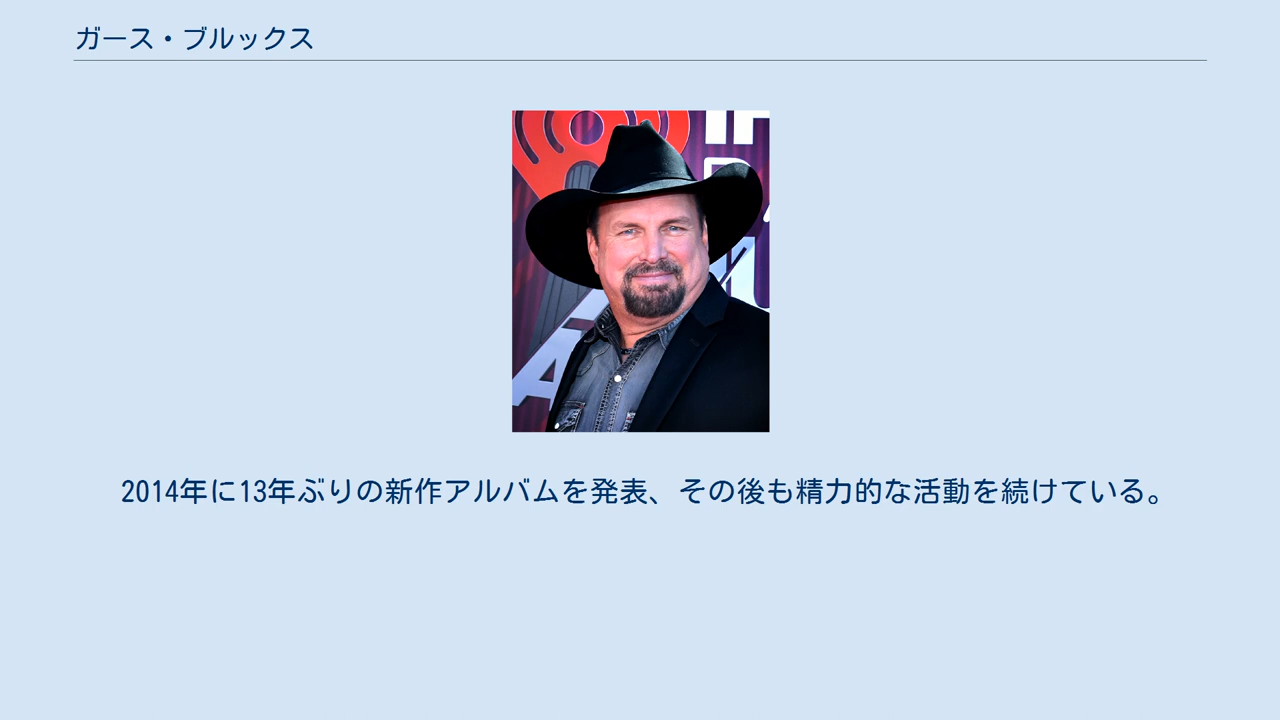 ガース・ブルックス
2014年に13年ぶりの新作アルバムを発表、その後も精力的な活動を続けている。